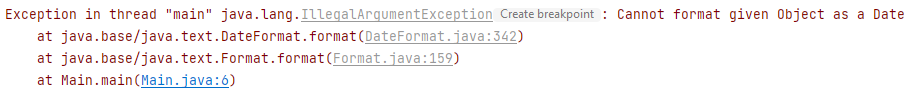 Exception in thread "main" java.lang.IllegalArgumentException Create breakpoint : Cannot format given Object as a Date
at java.base/java.text.DateFormat.format(DateFormat.java:342)
at java.base/java.text.Format.format(Format.java:159)
at Main.main(Main.java:6)